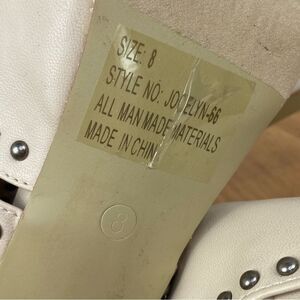 SIZE: 8
STYLE NO: JOCELYN-66
ALL MAN MADE MATERIALS
MADE IN CHINA
8